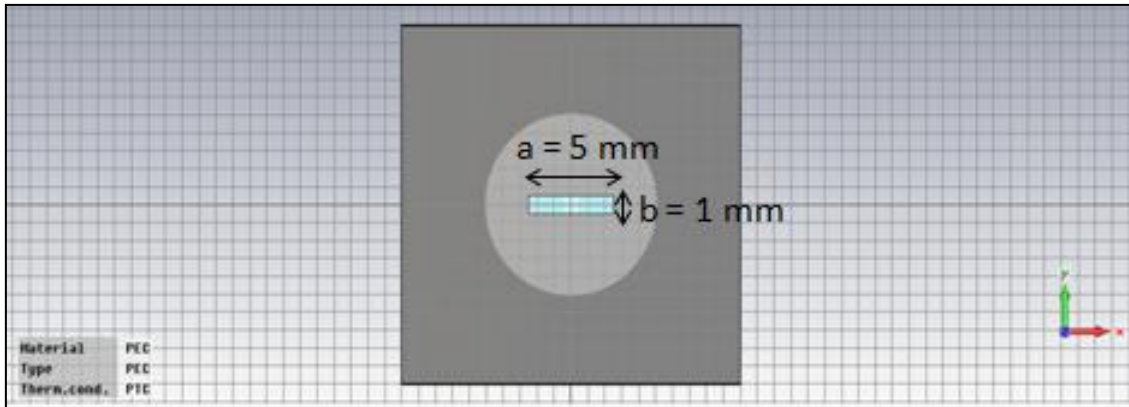 a = 5 mm
b = 1 mm
y
x
Material PEC
Type PEC
Therm.cond. PTC